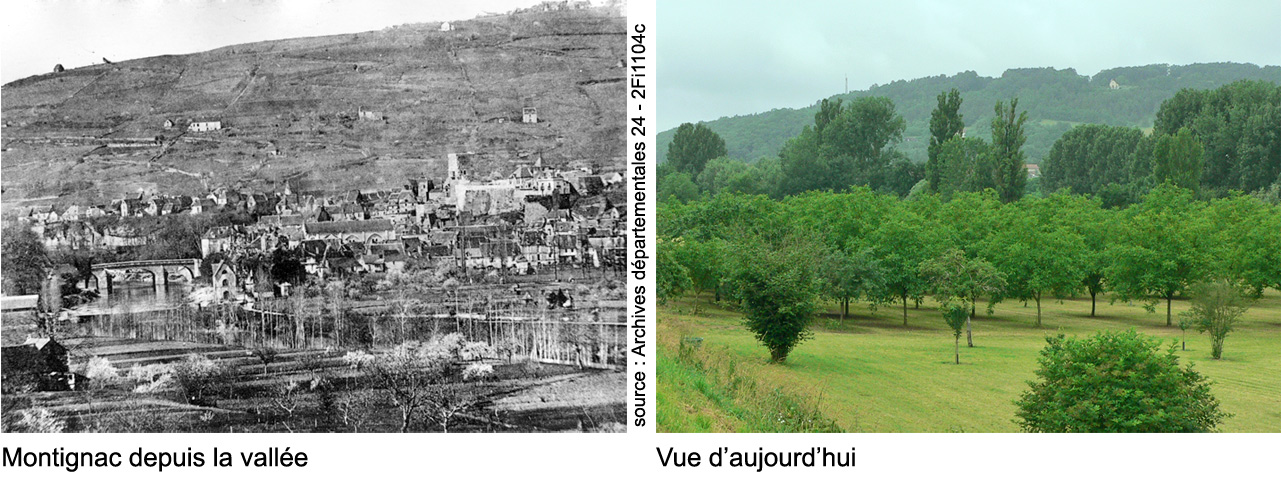 source : Archives départementales 24 - 2Fi1104c
Montignac depuis la vallée
Vue d’aujourd’hui